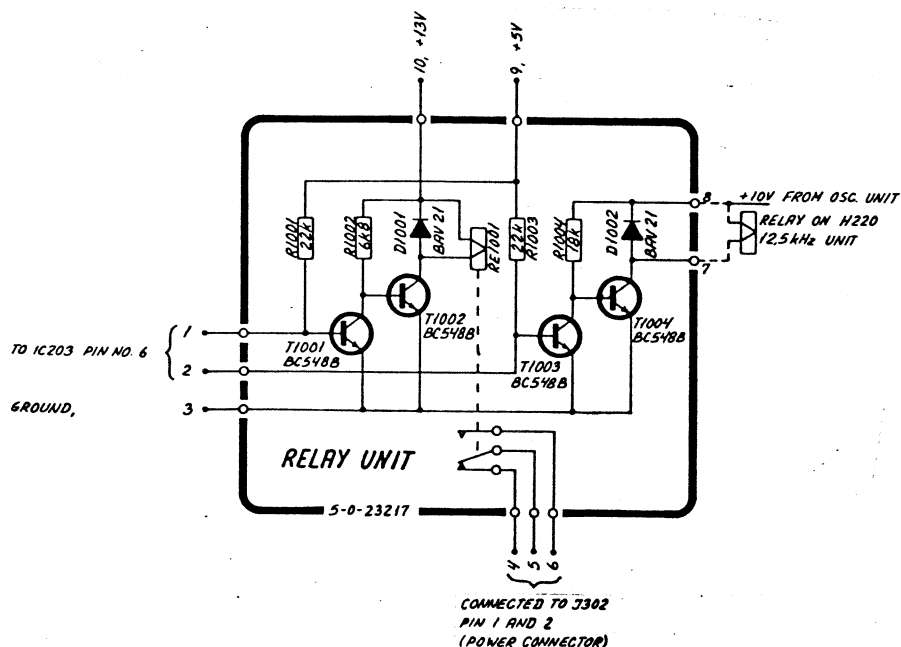 10, +13V
9, +5V
R1001
22k
R1002
6k8
D1001
BAV 21
RE1001
22k
R1003
R1004
18k
D1002
BAV 21
8
+10V FROM OSC. UNIT
RELAY ON H220
12,5kHz UNIT
7
T1002
BC548B
T1004
BC548B
1
T1001
BC548B
T1003
BC548B
TO IC203 PIN NO. 6
2
GROUND,
3
RELAY UNIT
5-0-23217
4
5
6
CONNECTED TO J302
PIN 1 AND 2
(POWER CONNECTOR)